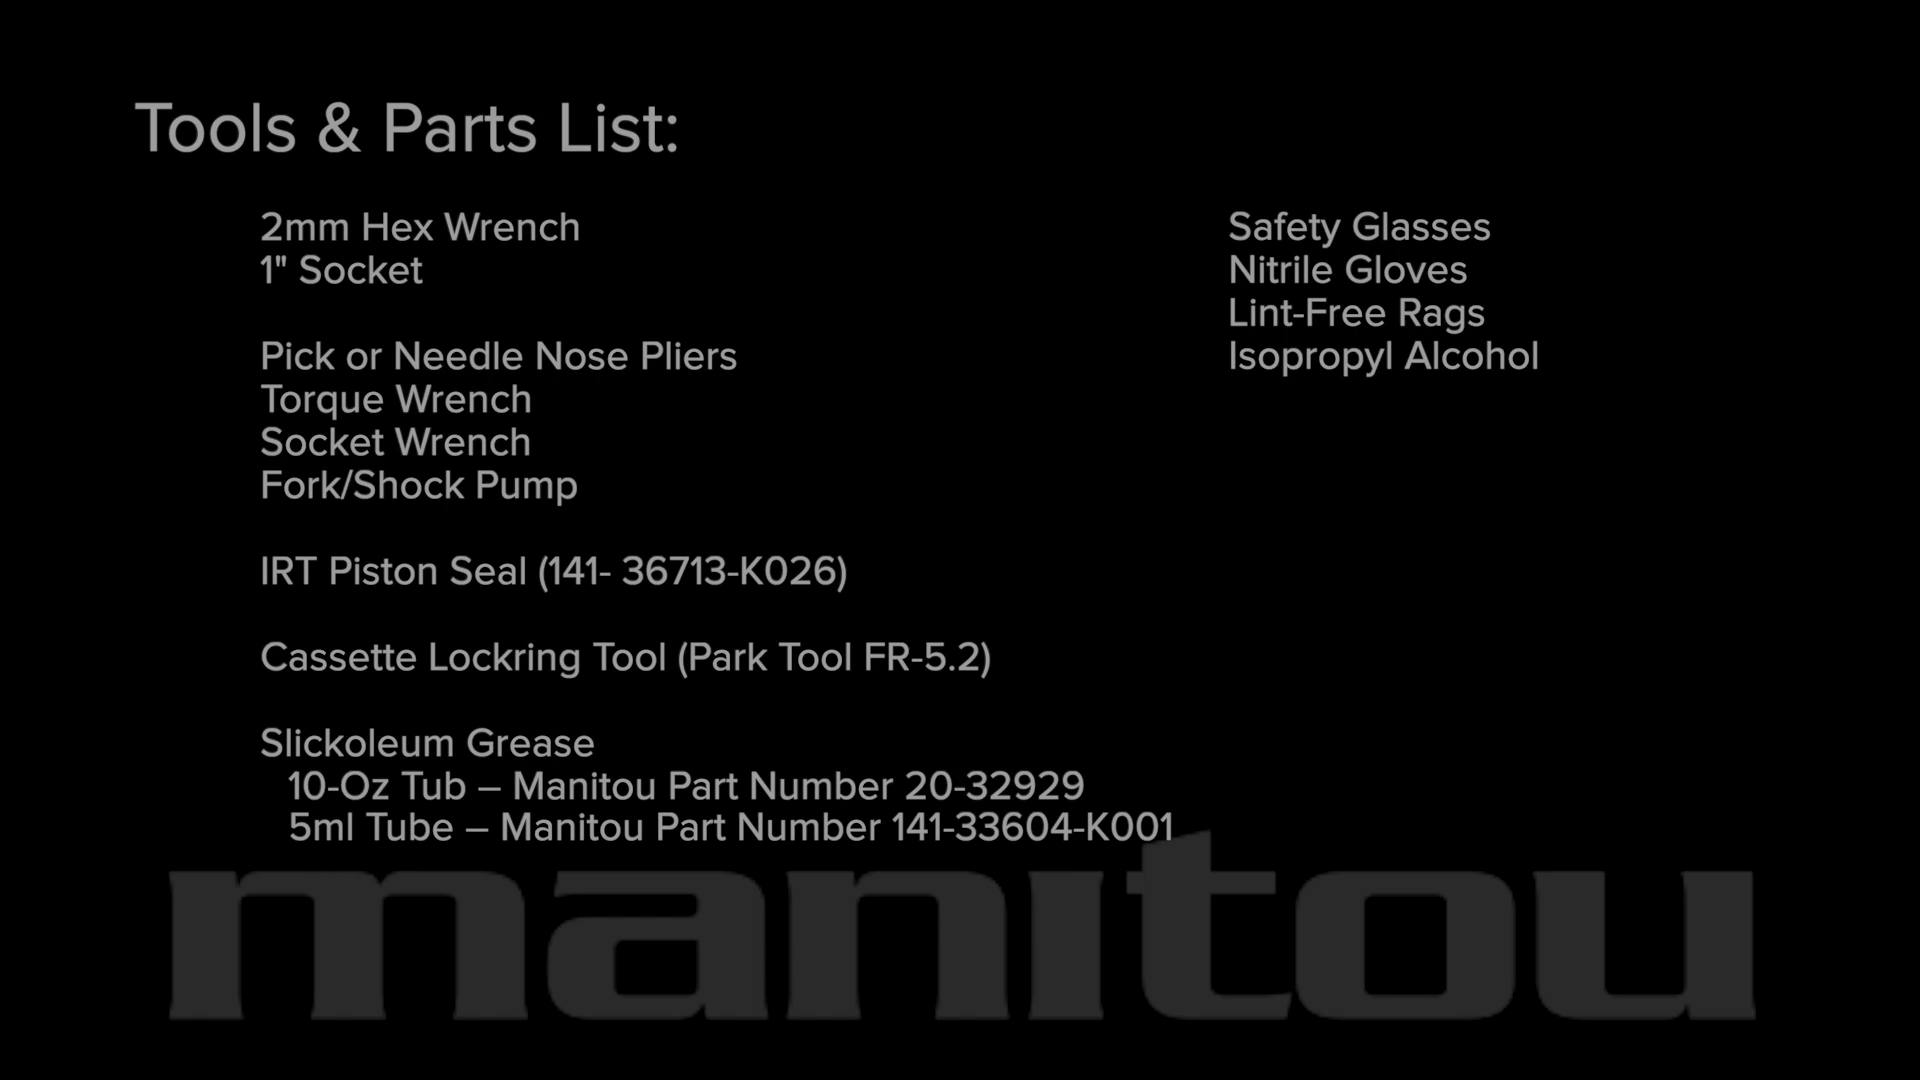 Tools & Parts List:
2mm Hex Wrench
1" Socket
Pick or Needle Nose Pliers
Torque Wrench
Socket Wrench
Fork/Shock Pump
IRT Piston Seal (141- 36713-K026)
Cassette Lockring Tool (Park Tool FR-5.2)
Slickoleum Grease
10-Oz Tub – Manitou Part Number 20-32929
5ml Tube – Manitou Part Number 141-33604-K001
Safety Glasses
Nitrile Gloves
Lint-Free Rags
Isopropyl Alcohol
manitou